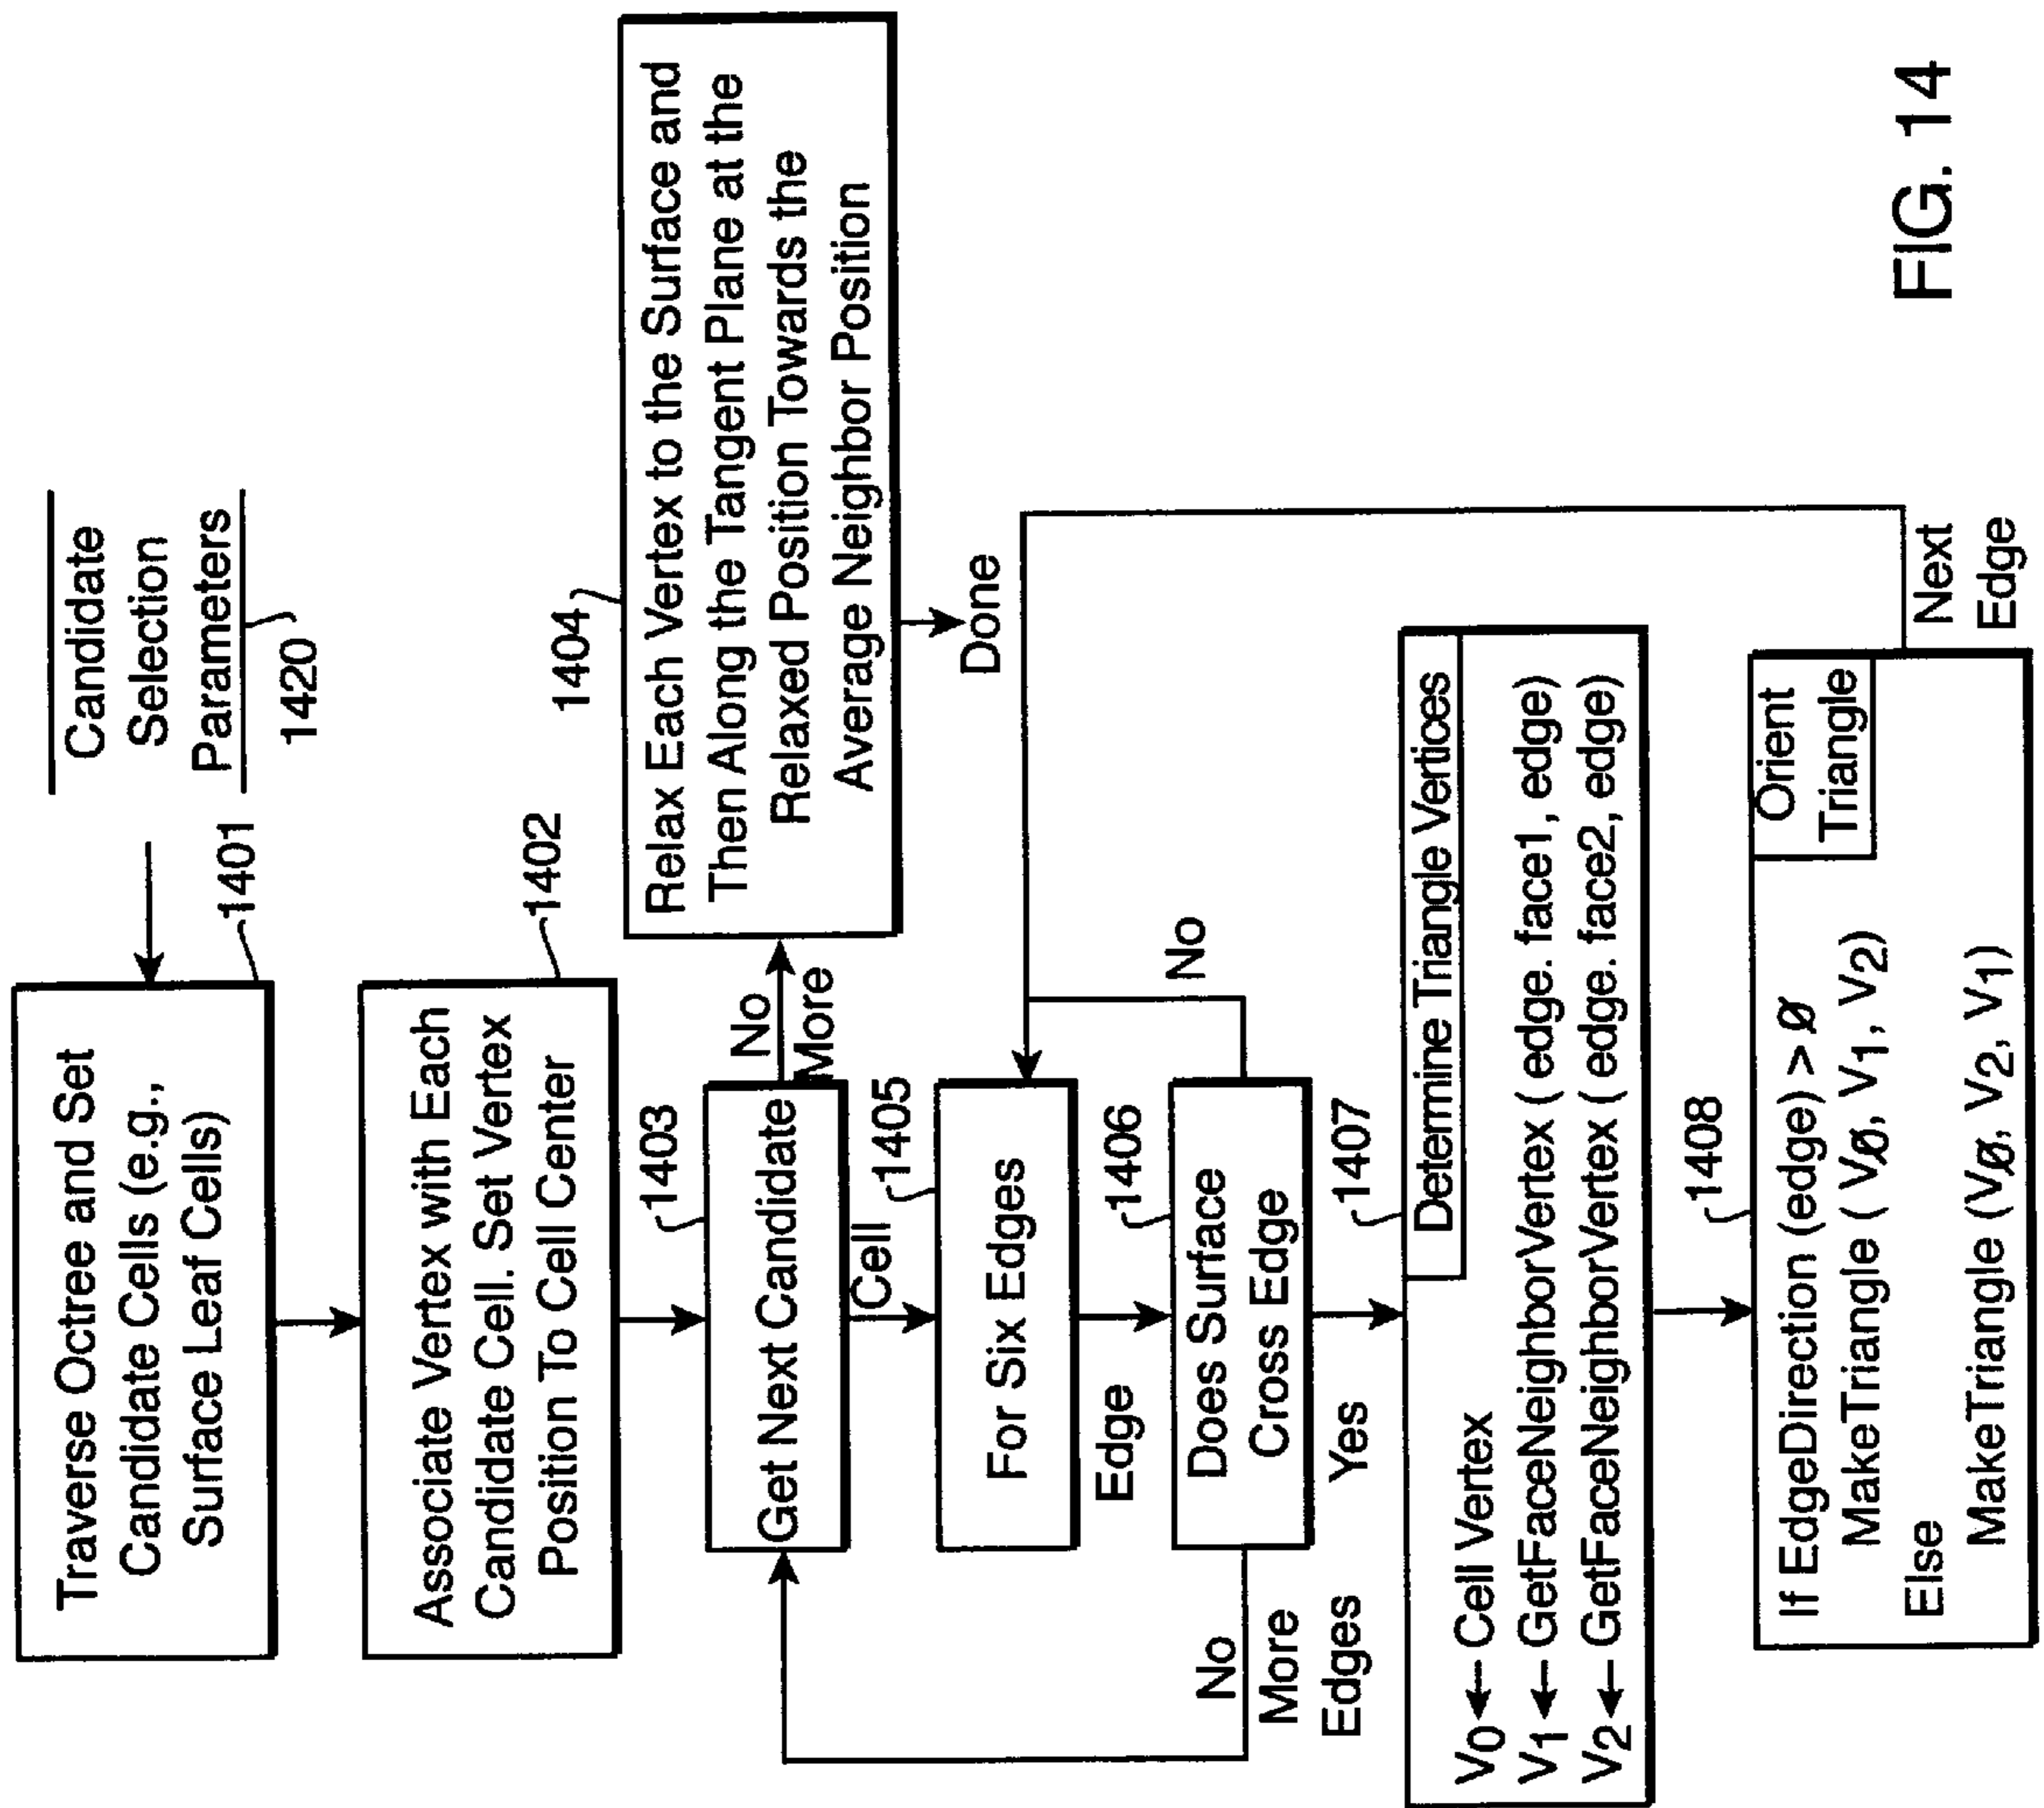 Candidate
Selection
Parameters
1420
Traverse Octree and Set
Candidate Cells (e.g.,
Surface Leaf Cells)
1401
Associate Vertex with Each
Candidate Cell. Set Vertex
Position To Cell Center
1402
Get Next Candidate
1403
No
More
Relax Each Vertex to the Surface and
Then Along the Tangent Plane at the
Relaxed Position Towards the
Average Neighbor Position
1404
Done
Cell
For Six Edges
1405
Edge
Does Surface
Cross Edge
1406
No
No
More
Edges
Yes
1407
Determine Triangle Vertices
V0 ← Cell Vertex
V1 ← GetFaceNeighborVertex ( edge. face1, edge)
V2 ← GetFaceNeighborVertex ( edge. face2, edge)
1408
Orient
Triangle
If EdgeDirection (edge) > Ø
MakeTriangle ( VØ, V1, V2)
Else
MakeTriangle (VØ, V2, V1)
Next
Edge
FIG. 14